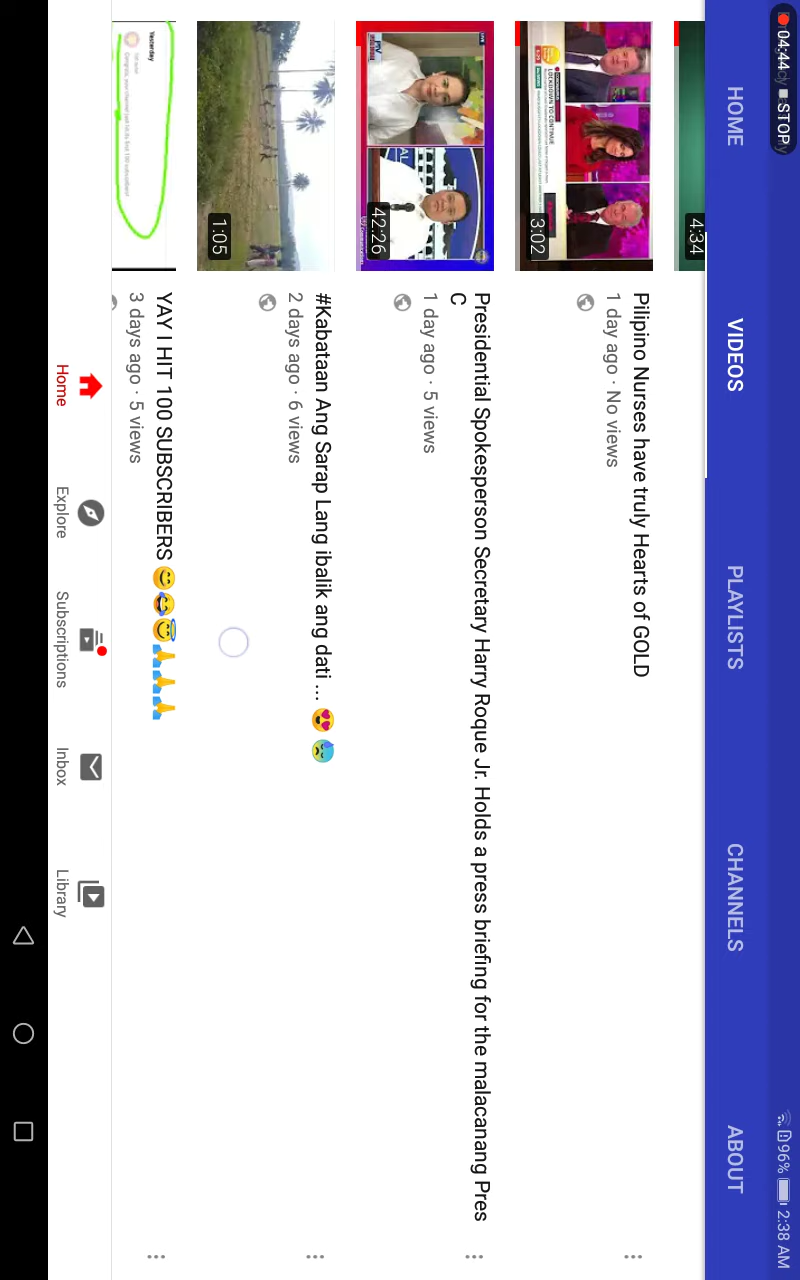 04:44 STOP
96% 2:38 AM
HOME VIDEOS PLAYLISTS CHANNELS ABOUT
4:34
LOCKDOWN TO CONTINUE
3:02
Pilipino Nurses have truly Hearts of GOLD
1 day ago · No views
42:26
Presidential Spokesperson Secretary Harry Roque Jr. Holds a press briefing for the malacanang Pres
C
1 day ago · 5 views
1:05
#Kabataan Ang Sarap Lang ibalik ang dati ... 😍 😥
2 days ago · 6 views
Yesterday
YAY I HIT 100 SUBSCRIBERS 😄😂😇🙏🙏🙏
3 days ago · 5 views
Home Explore Subscriptions Inbox Library